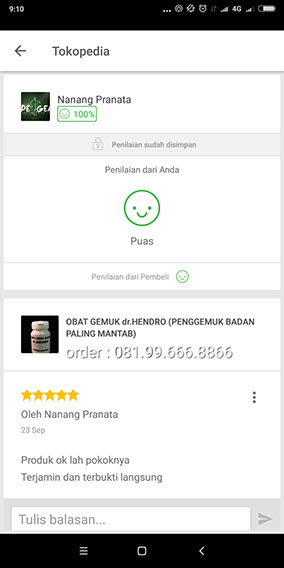 9:10
4G
Tokopedia
Nanang Pranata
100%
Penilaian sudah disimpan
Penilaian dari Anda
Puas
Penilaian dari Pembeli
OBAT GEMUK dr.HENDRO (PENGGEMUK BADAN
PALING MANTAB)
order : 081.99.666.8866
Oleh Nanang Pranata
23 Sep
Produk ok lah pokoknya
Terjamin dan terbukti langsung
Tulis balasan...